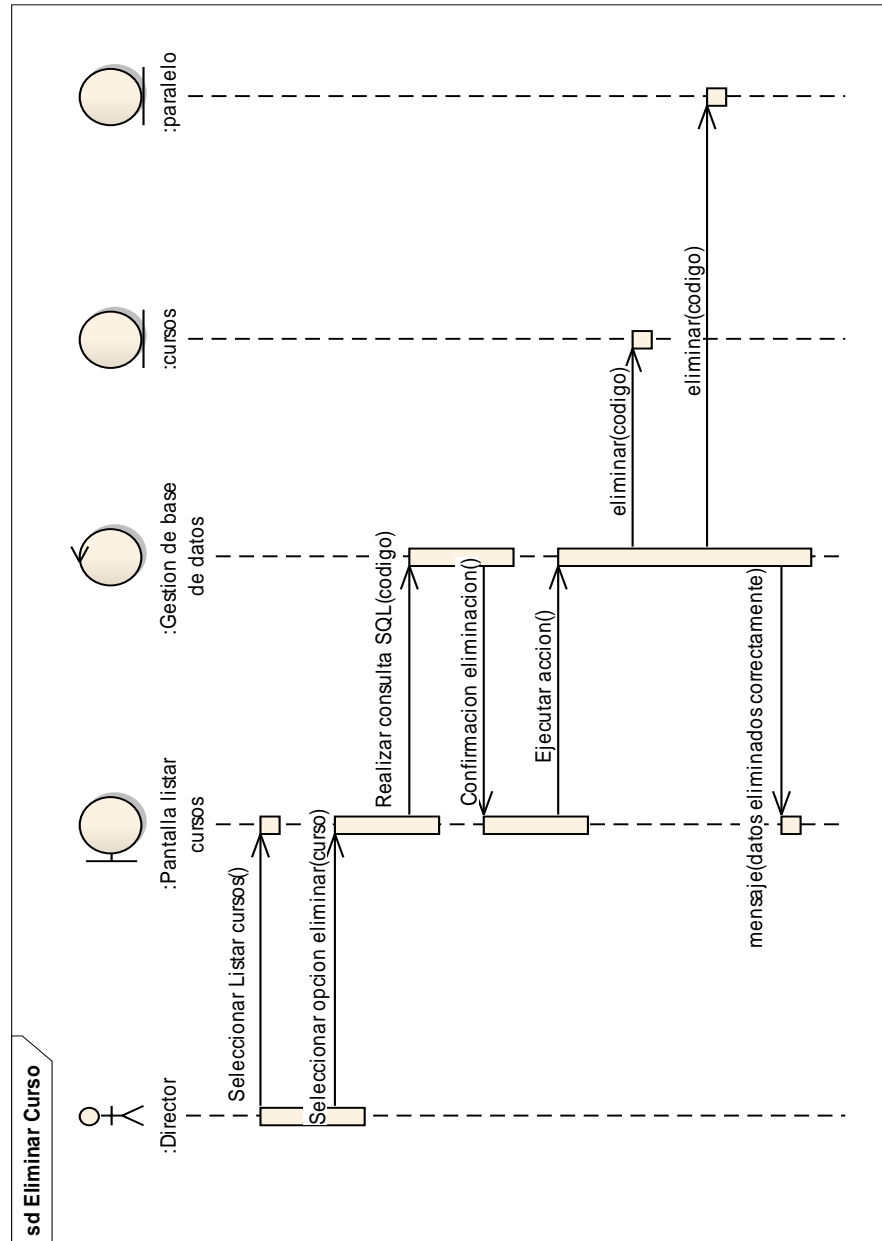 sd Eliminar Curso
:Director
:Pantalla listar
cursos
:Gestion de base
de datos
:cursos
:paralelo
Seleccionar Listar cursos()
Seleccionar opcion eliminar(curso)
Realizar consulta SQL(codigo)
Confirmacion eliminacion()
Ejecutar accion()
eliminar(codigo)
eliminar(codigo)
mensaje(datos eliminados correctamente)